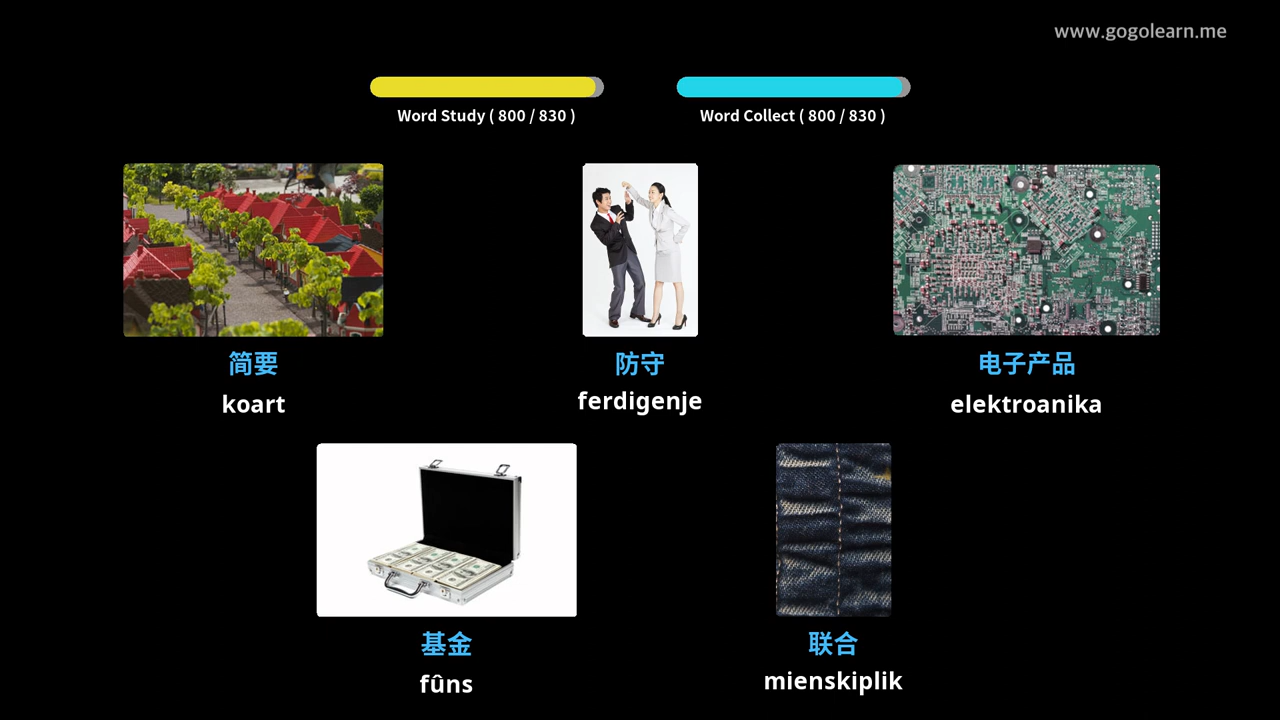 www.gogolearn.me
Word Study ( 800 / 830 )
Word Collect ( 800 / 830 )
简要
koart
防守
ferdigenje
电子产品
elektroanika
基金
fûns
联合
mienskiplik